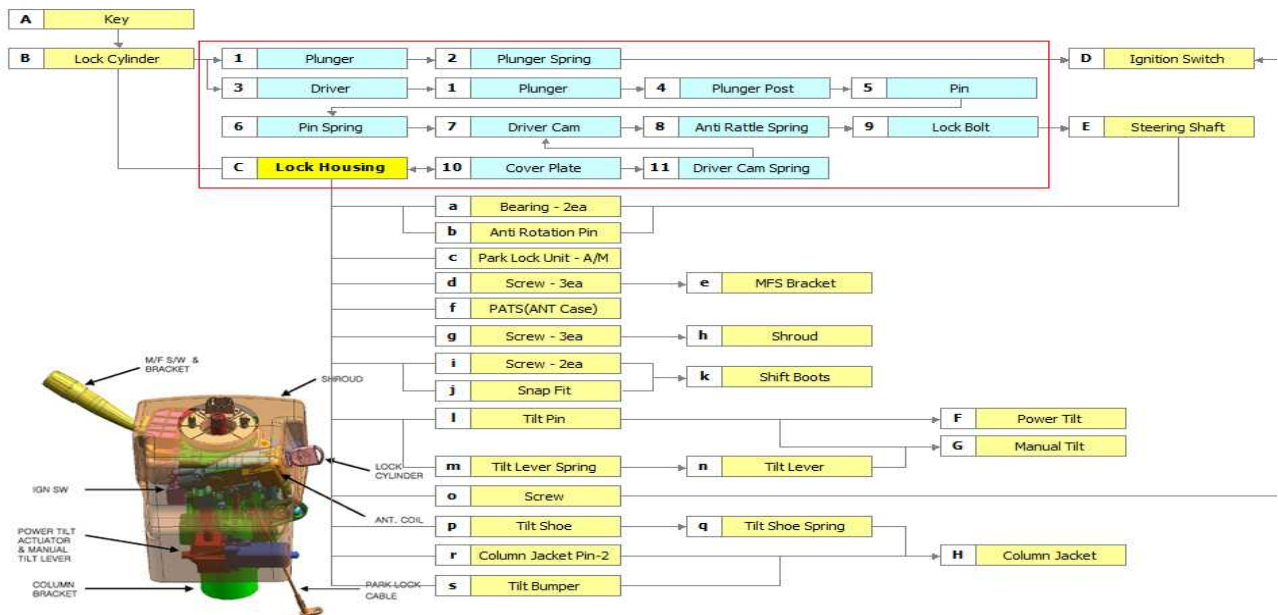 A Key
B Lock Cylinder 1 Plunger 2 Plunger Spring D Ignition Switch
3 Driver 1 Plunger 4 Plunger Post 5 Pin
6 Pin Spring 7 Driver Cam 8 Anti Rattle Spring 9 Lock Bolt E Steering Shaft
C Lock Housing 10 Cover Plate 11 Driver Cam Spring
a Bearing - 2ea
b Anti Rotation Pin
c Park Lock Unit - A/M
d Screw - 3ea e MFS Bracket
f PATS(ANT Case)
g Screw - 3ea h Shroud
i Screw - 2ea
k Shift Boots
j Snap Fit
l Tilt Pin F Power Tilt
G Manual Tilt
m Tilt Lever Spring n Tilt Lever
o Screw
p Tilt Shoe q Tilt Shoe Spring
r Column Jacket Pin-2 H Column Jacket
s Tilt Bumper
M/F S/W &
BRACKET
SHROUD
LOCK
CYLINDER
IGN SW
ANT. COIL
POWER TILT
ACTUATOR
& MANUAL
TILT LEVER
COLUMN
BRACKET
PARK LOCK
CABLE